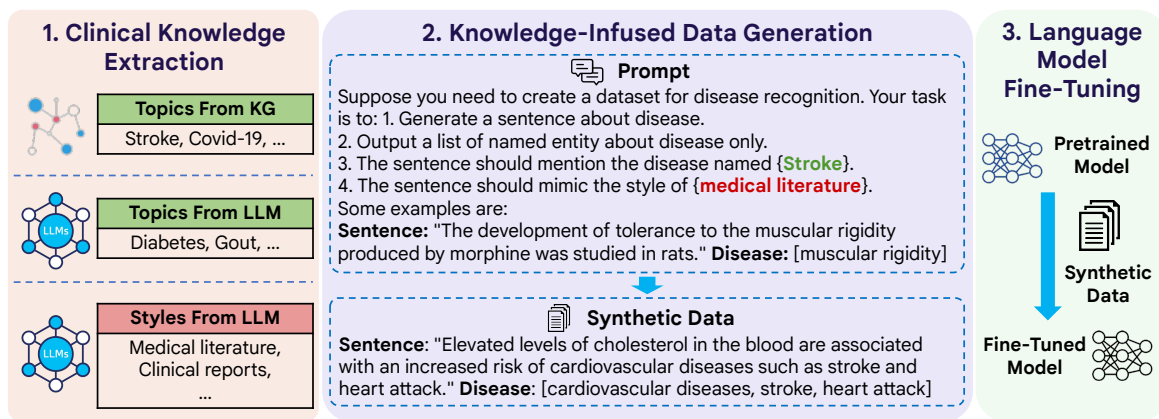 1. Clinical Knowledge
Extraction
Topics From KG
Stroke, Covid-19, ...
LLMs
Topics From LLM
Diabetes, Gout, ...
LLMs
Styles From LLM
Medical literature,
Clinical reports,
...
2. Knowledge-Infused Data Generation
Prompt
Suppose you need to create a dataset for disease recognition. Your task
is to: 1. Generate a sentence about disease.
2. Output a list of named entity about disease only.
3. The sentence should mention the disease named {Stroke}.
4. The sentence should mimic the style of {medical literature}.
Some examples are:
Sentence: "The development of tolerance to the muscular rigidity
produced by morphine was studied in rats." Disease: [muscular rigidity]
Synthetic Data
Sentence: "Elevated levels of cholesterol in the blood are associated
with an increased risk of cardiovascular diseases such as stroke and
heart attack." Disease: [cardiovascular diseases, stroke, heart attack]
3. Language
Model
Fine-Tuning
Pretrained
Model
Synthetic
Data
Fine-Tuned
Model